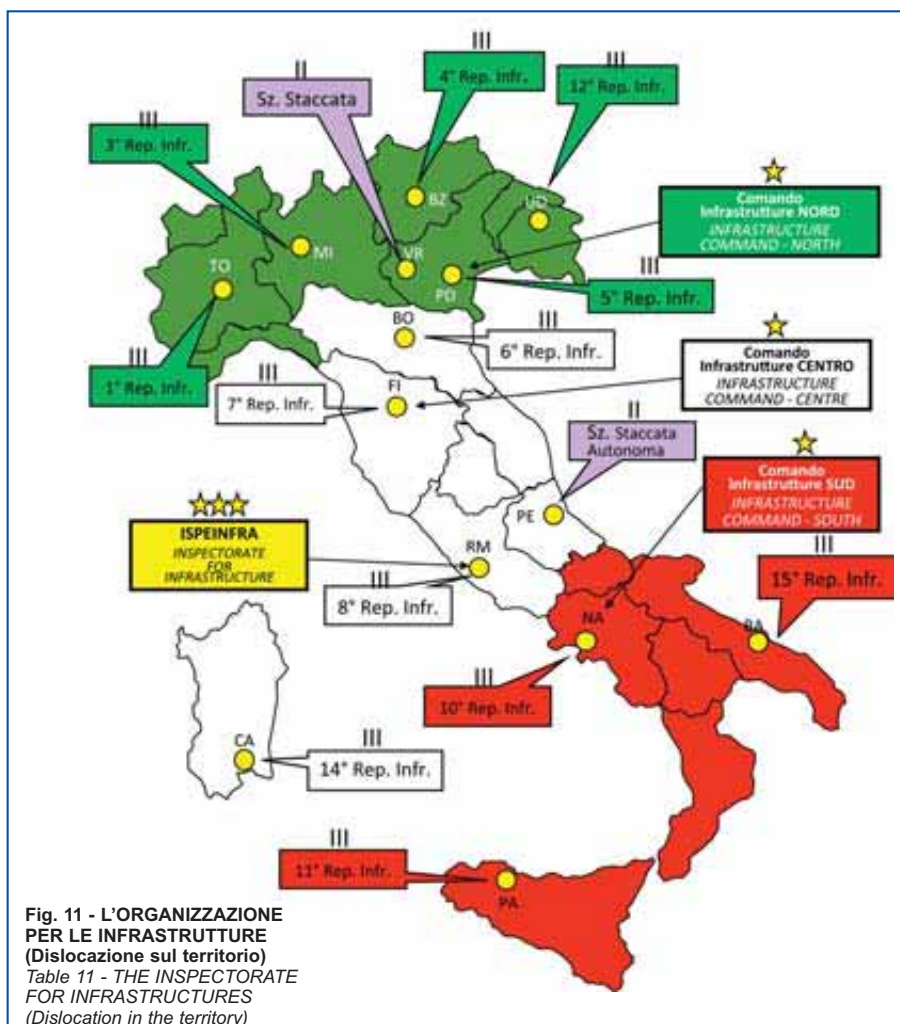 III
4° Rep. Infr.
III
12° Rep. Infr.
II
Sz. Staccata
III
3° Rep. Infr.
BZ
UD
Comando
Infrastrutture NORD
INFRASTRUCTURE
COMMAND - NORTH
MI
VR
PD
TO
III
5° Rep. Infr.
III
1° Rep. Infr.
BO
III
6° Rep. Infr.
Comando
Infrastrutture CENTRO
INFRASTRUCTURE
COMMAND - CENTRE
III
7° Rep. Infr.
FI
II
Sz. Staccata
Autonoma
Comando
Infrastrutture SUD
INFRASTRUCTURE
COMMAND - SOUTH
PE
ISPEINFRA
INSPECTORATE
FOR
INFRASTRUCTURE
RM
III
8° Rep. Infr.
III
15° Rep. Infr.
NA
BA
III
10° Rep. Infr.
CA
III
14° Rep. Infr.
III
11° Rep. Infr.
PA
Fig. 11 - L'ORGANIZZAZIONE
PER LE INFRASTRUTTURE
(Dislocazione sul territorio)
Table 11 - THE INSPECTORATE
FOR INFRASTRUCTURES
(Dislocation in the territory)